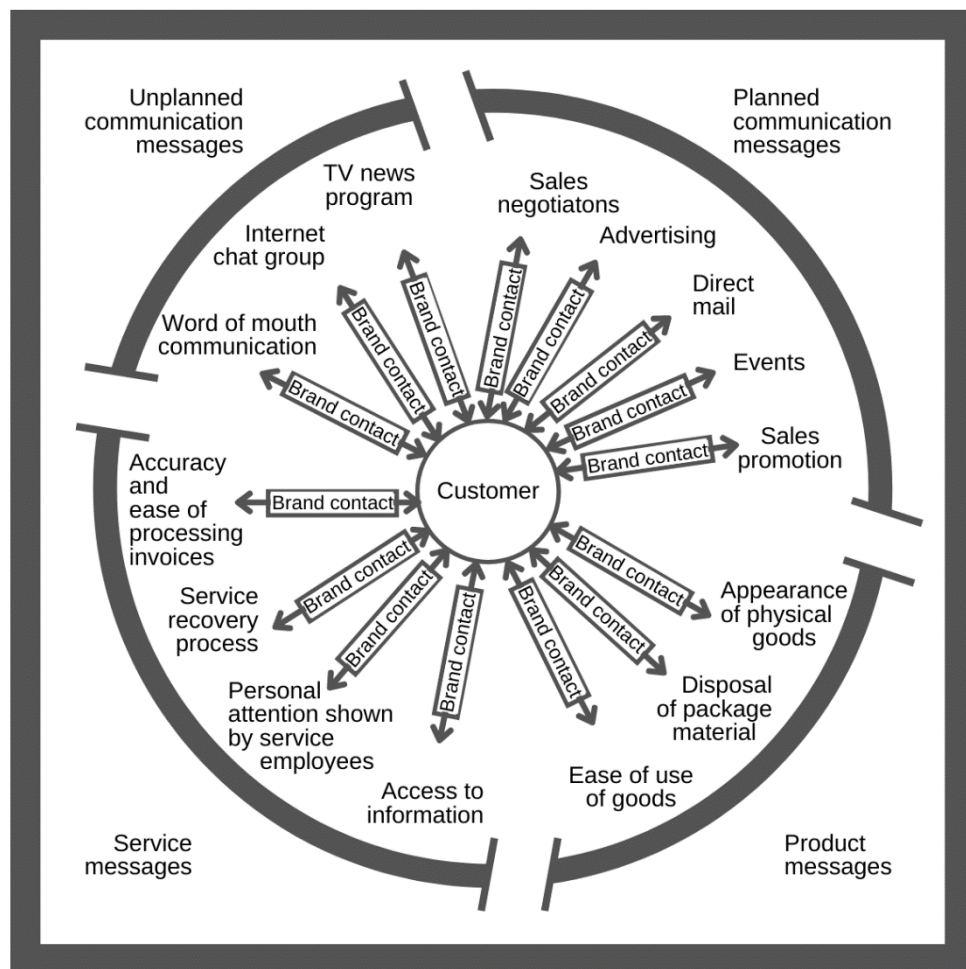 Unplanned
communication
messages
Planned
communication
messages
TV news
program
Sales
negotiatons
Internet
chat group
Advertising
Direct
mail
Word of mouth
communication
Events
Sales
promotion
Brand contact
Brand contact
Brand contact
Brand contact
Brand contact
Brand contact
Brand contact
Brand contact
Customer
Accuracy
and
ease of
processing
invoices
Brand contact
Service
recovery
process
Brand contact
Personal
attention shown
by service
employees
Brand contact
Access to
information
Brand contact
Brand contact
Ease of use
of goods
Brand contact
Disposal
of package
material
Brand contact
Appearance
of physical
goods
Service
messages
Product
messages